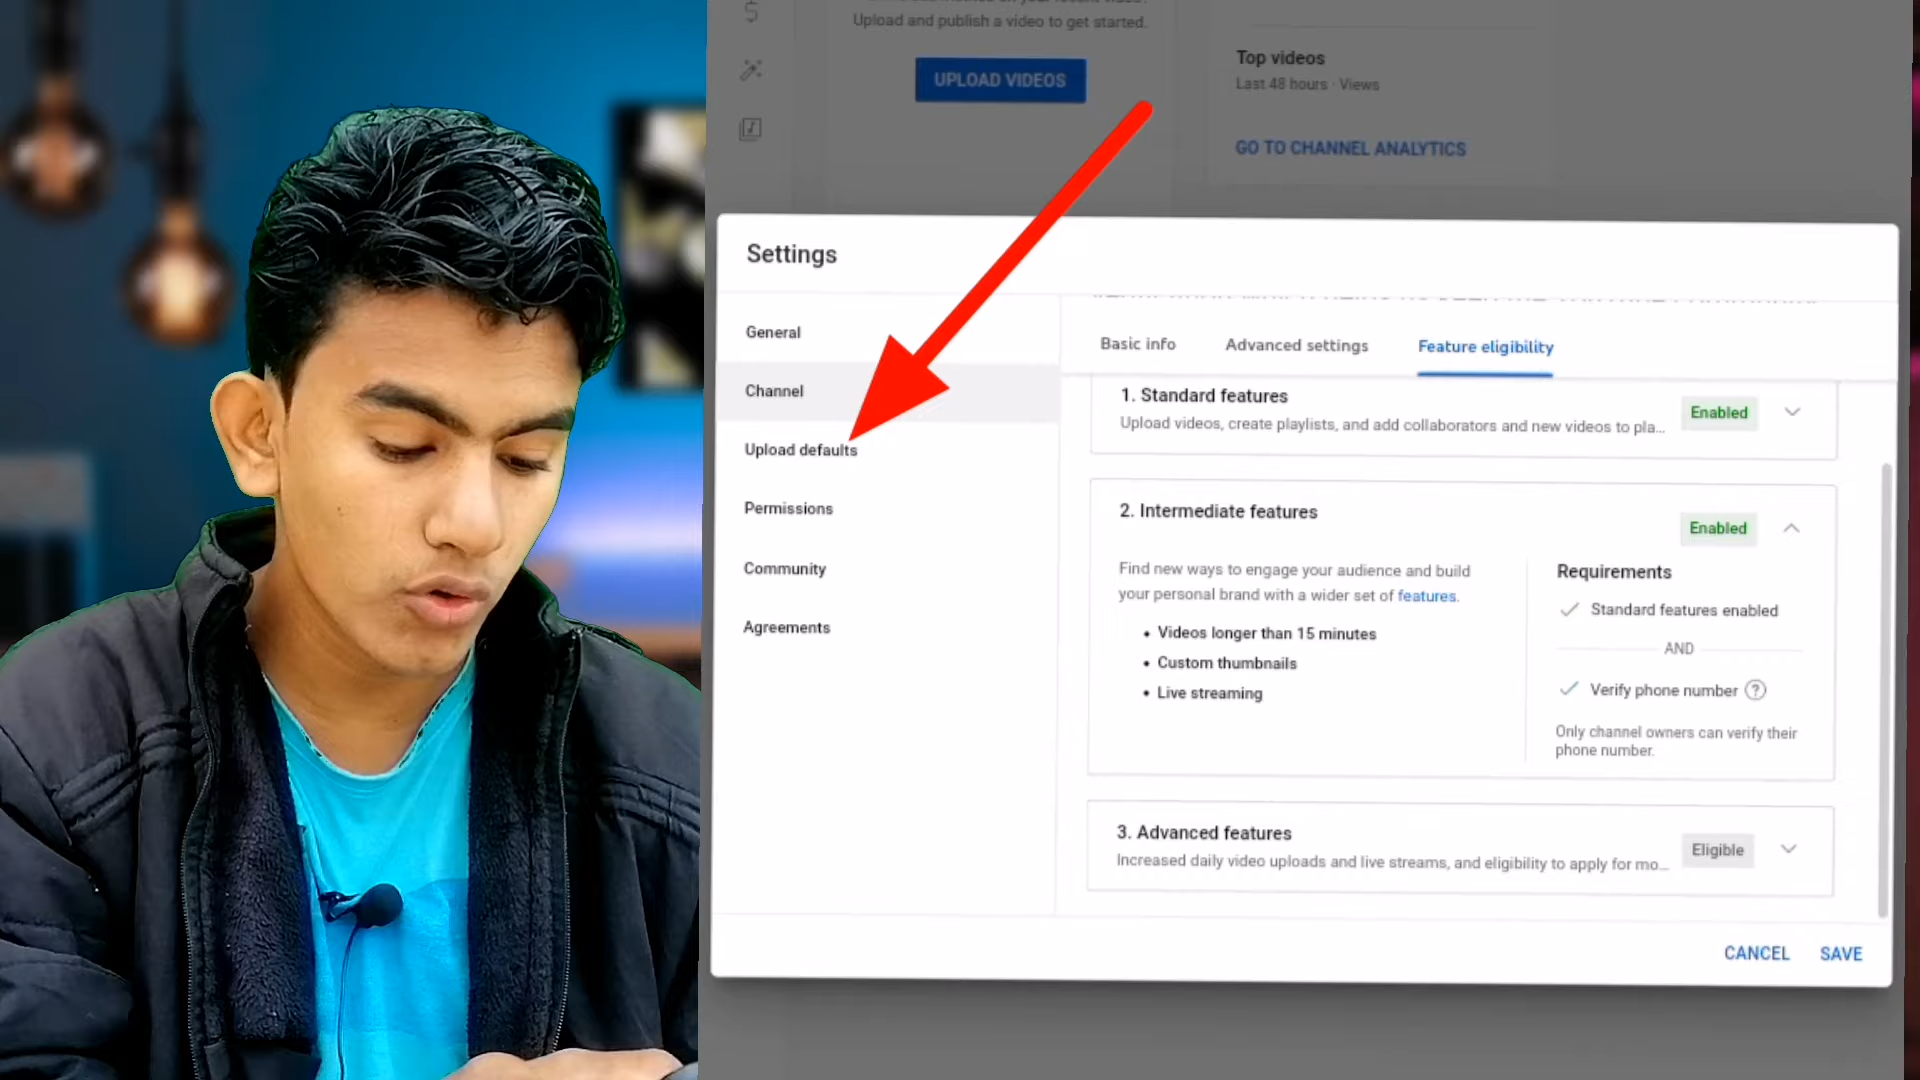 Upload and publish a video to get started.
UPLOAD VIDEOS
Top videos
Last 48 hours · Views
GO TO CHANNEL ANALYTICS
Settings
General
Channel
Upload defaults
Permissions
Community
Agreements
Basic info
Advanced settings
Feature eligibility
1. Standard features
Upload videos, create playlists, and add collaborators and new videos to pla...
Enabled
2. Intermediate features
Enabled
Find new ways to engage your audience and build
your personal brand with a wider set of features.
• Videos longer than 15 minutes
• Custom thumbnails
• Live streaming
Requirements
Standard features enabled
AND
Verify phone number ?
Only channel owners can verify their
phone number.
3. Advanced features
Increased daily video uploads and live streams, and eligibility to apply for mo...
Eligible
CANCEL
SAVE